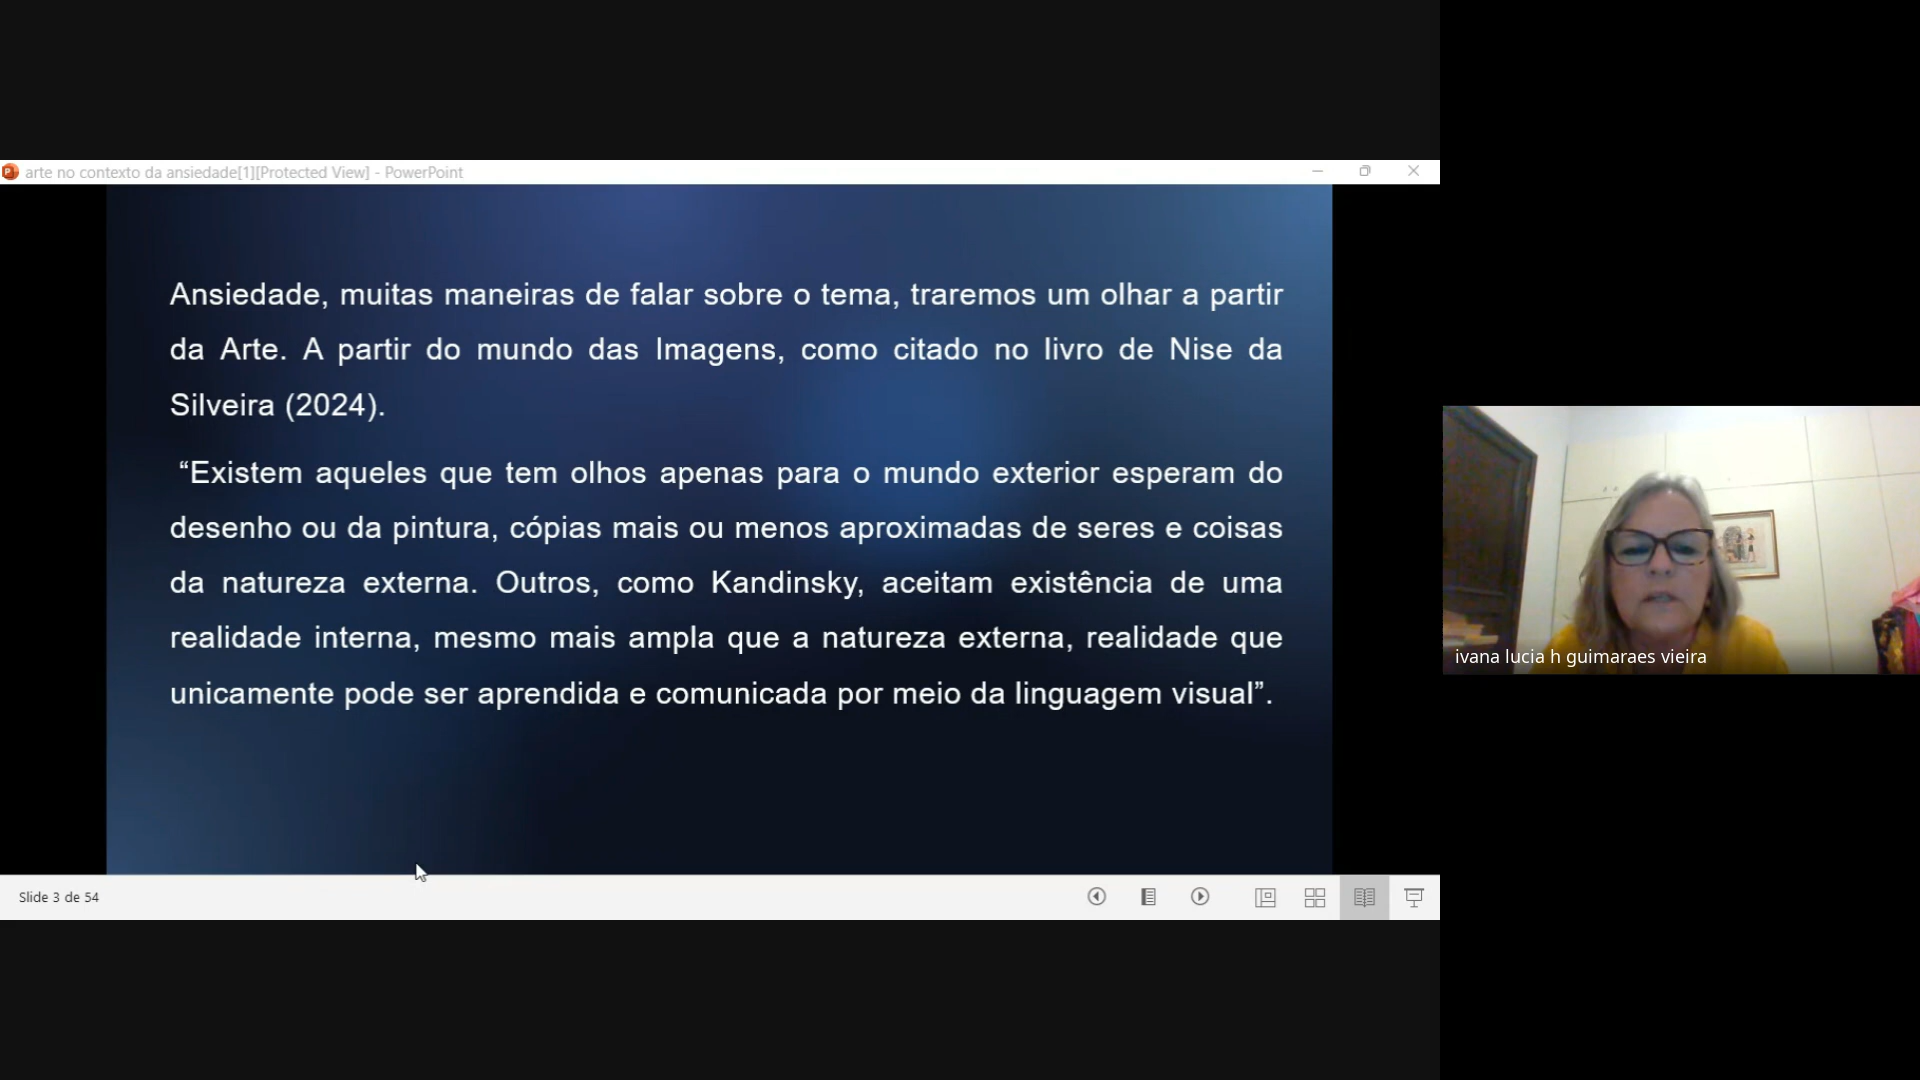 arte no contexto da ansiedade[1][Protected View] - PowerPoint
Ansiedade, muitas maneiras de falar sobre o tema, traremos um olhar a partir
da Arte. A partir do mundo das Imagens, como citado no livro de Nise da
Silveira (2024).
“Existem aqueles que tem olhos apenas para o mundo exterior esperam do
desenho ou da pintura, cópias mais ou menos aproximadas de seres e coisas
da natureza externa. Outros, como Kandinsky, aceitam existência de uma
realidade interna, mesmo mais ampla que a natureza externa, realidade que
unicamente pode ser aprendida e comunicada por meio da linguagem visual”.
ivana lucia h guimaraes vieira
Slide 3 de 54